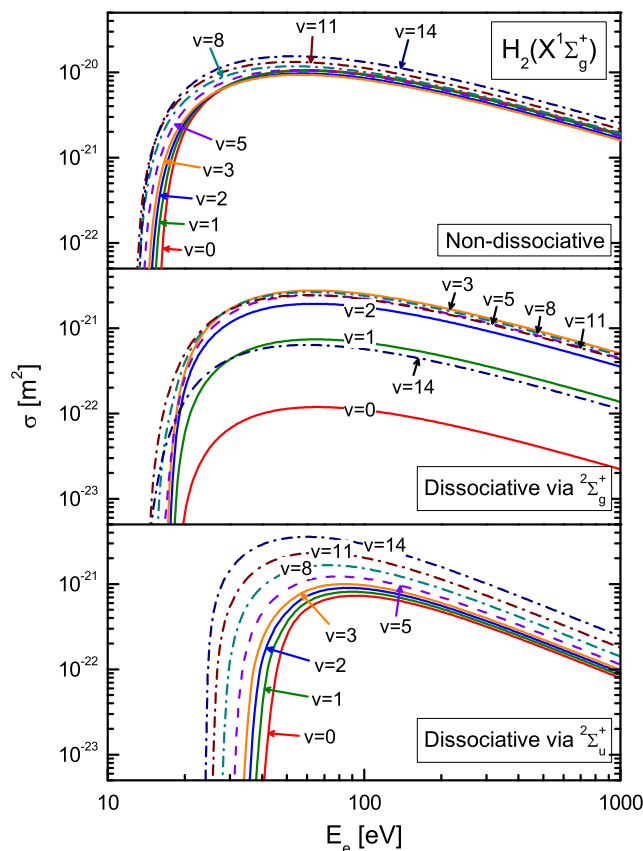 H₂(X¹Σg⁺)
v=8
v=11
v=14
10⁻²⁰
v=5
10⁻²¹
v=3
v=2
v=1
10⁻²²
v=0
Non-dissociative
v=3
v=5
v=8
v=11
v=2
10⁻²¹
v=1
v=14
10⁻²²
v=0
σ [m²]
10⁻²³
Dissociative via ²Σg⁺
v=14
v=11
v=8
10⁻²¹
v=3
v=5
v=2
10⁻²²
v=1
v=0
10⁻²³
Dissociative via ²Σu⁺
10 100 1000
Eₑ [eV]